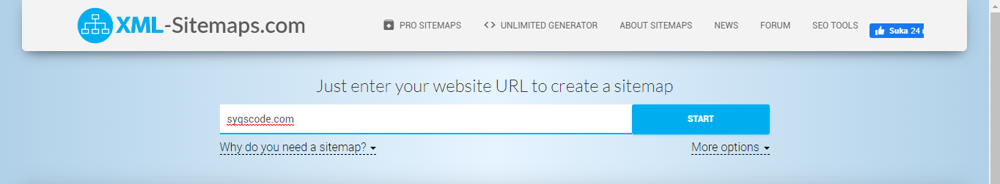 XML-Sitemaps.com
PRO SITEMAPS
UNLIMITED GENERATOR
ABOUT SITEMAPS
NEWS
FORUM
SEO TOOLS
Suka 24
Just enter your website URL to create a sitemap
syqscode.com
START
Why do you need a sitemap?
More options